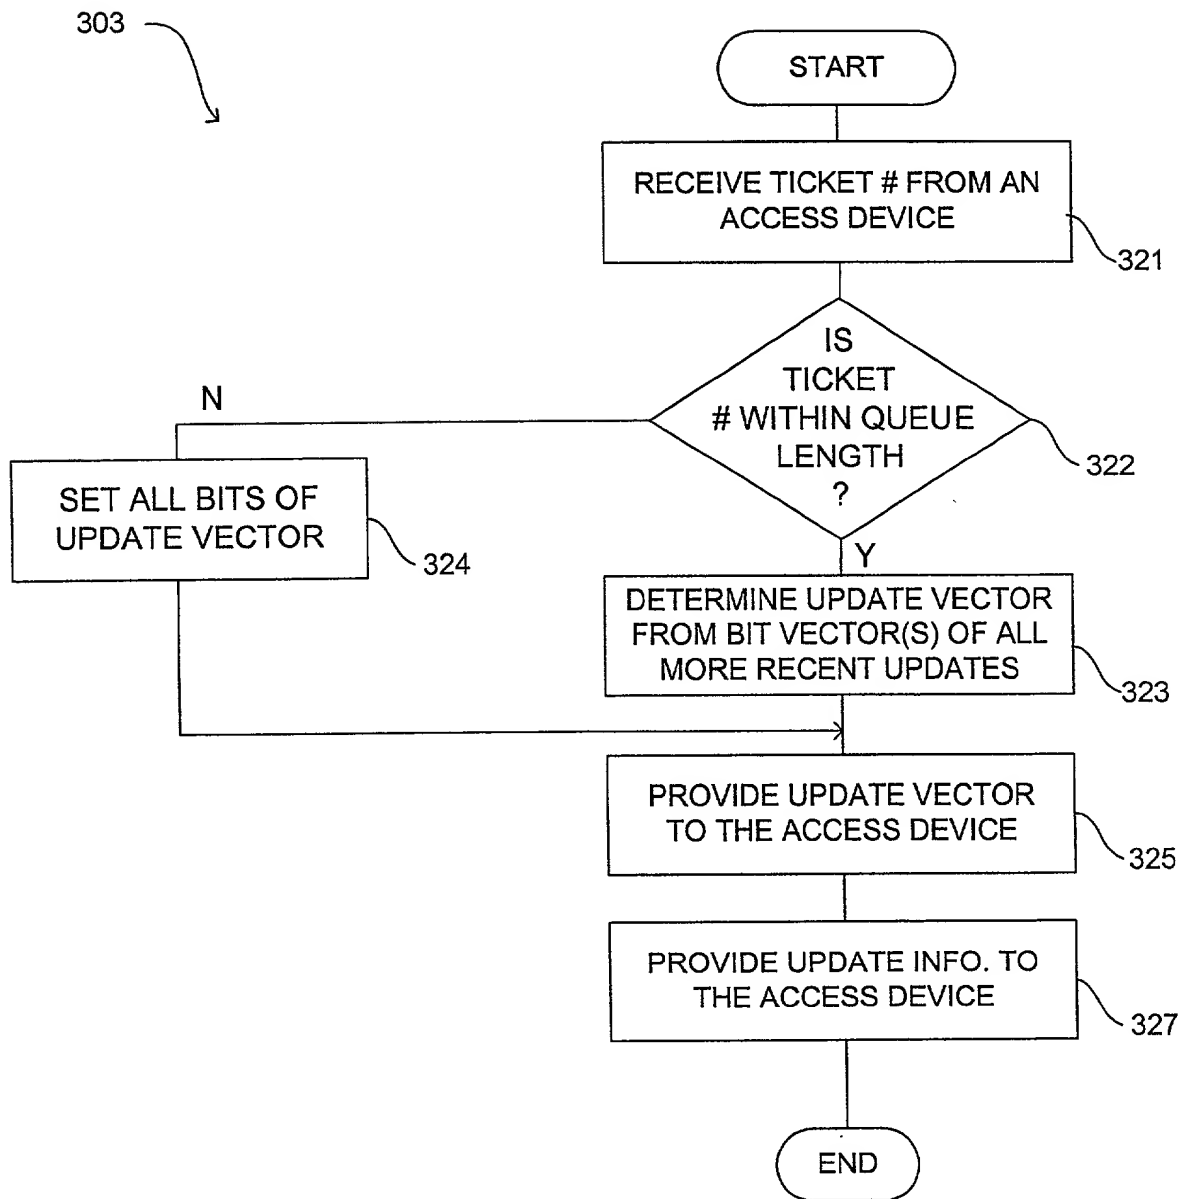 303
START
RECEIVE TICKET # FROM AN
ACCESS DEVICE
321
IS
TICKET
# WITHIN QUEUE
LENGTH
?
322
N
SET ALL BITS OF
UPDATE VECTOR
324
Y
DETERMINE UPDATE VECTOR
FROM BIT VECTOR(S) OF ALL
MORE RECENT UPDATES
323
PROVIDE UPDATE VECTOR
TO THE ACCESS DEVICE
325
PROVIDE UPDATE INFO. TO
THE ACCESS DEVICE
327
END